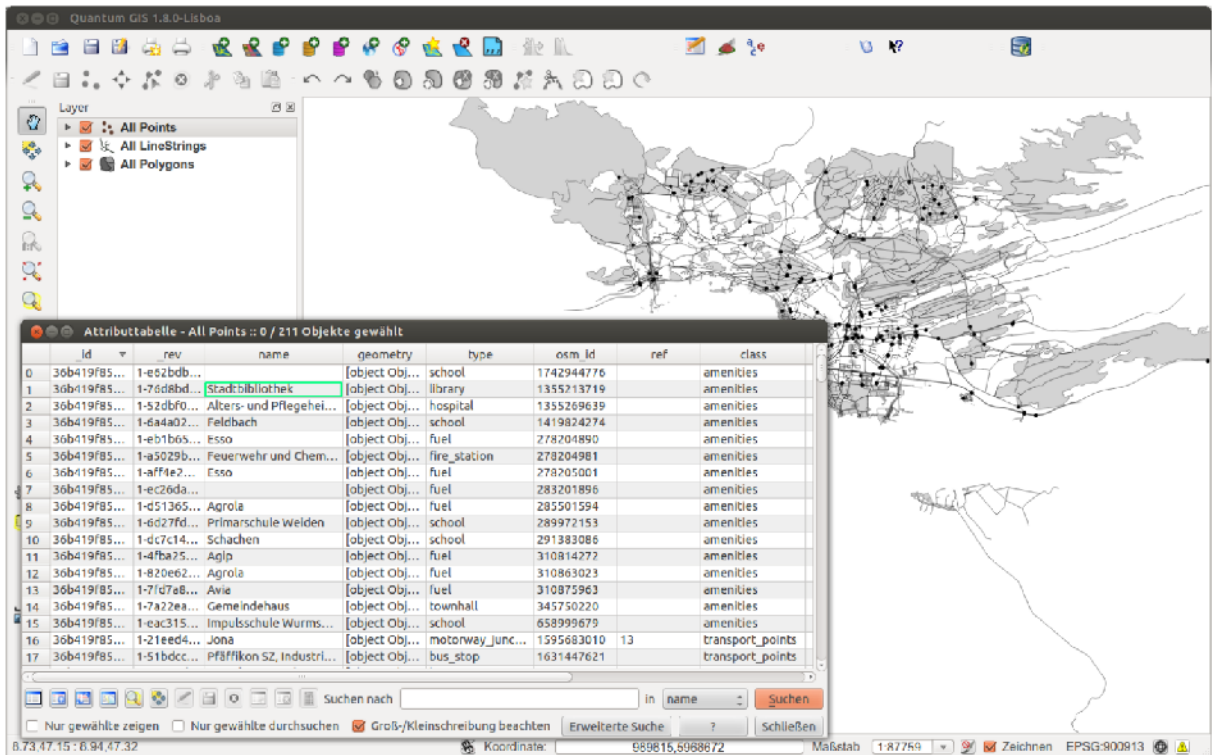 Quantum GIS 1.8.0-Lisboa
Layer
All Points
All LineStrings
All Polygons
Attributtabelle - All Points :: 0 / 211 Objekte gewählt
_id _rev name geometry type osm_id ref class
0 36b419f85... 1-e62bdb... [object Obj... school 1742944776 amenities
1 36b419f85... 1-76d8bd... Stadtbibliothek [object Obj... library 1355213719 amenities
2 36b419f85... 1-52dbf0... Alters- und Pflegehei... [object Obj... hospital 1355269639 amenities
3 36b419f85... 1-6a4a02... Feldbach [object Obj... school 1419824274 amenities
4 36b419f85... 1-eb1b65... Esso [object Obj... fuel 278204890 amenities
5 36b419f85... 1-a5029b... Feuerwehr und Chem... [object Obj... fire_station 278204981 amenities
6 36b419f85... 1-aff4e2... Esso [object Obj... fuel 278205001 amenities
7 36b419f85... 1-ec26da... [object Obj... fuel 283201896 amenities
8 36b419f85... 1-d51365... Agrola [object Obj... fuel 285501594 amenities
9 36b419f85... 1-6d27fd... Primarschule Weiden [object Obj... school 289972153 amenities
10 36b419f85... 1-dc7c14... Schachen [object Obj... school 291383086 amenities
11 36b419f85... 1-4fba25... Agip [object Obj... fuel 310814272 amenities
12 36b419f85... 1-820e62... Agrola [object Obj... fuel 310863023 amenities
13 36b419f85... 1-7fd7a8... Avia [object Obj... fuel 310875963 amenities
14 36b419f85... 1-7a22ea... Gemeindehaus [object Obj... townhall 345750220 amenities
15 36b419f85... 1-eac315... Impulsschule Wurms... [object Obj... school 658999679 amenities
16 36b419f85... 1-21eed4... Jona [object Obj... motorway_junc... 1595683010 13 transport_points
17 36b419f85... 1-51bdcc... Pfäffikon SZ, Industri... [object Obj... bus_stop 1631447621 transport_points
Suchen nach in name Suchen
Nur gewählte zeigen Nur gewählte durchsuchen Groß-/Kleinschreibung beachten Erweiterte Suche ? Schließen
8.73,47.15 : 8.94,47.32 Koordinate: 989815,5968672 Maßstab 1:87759 Zeichnen EPSG:900913